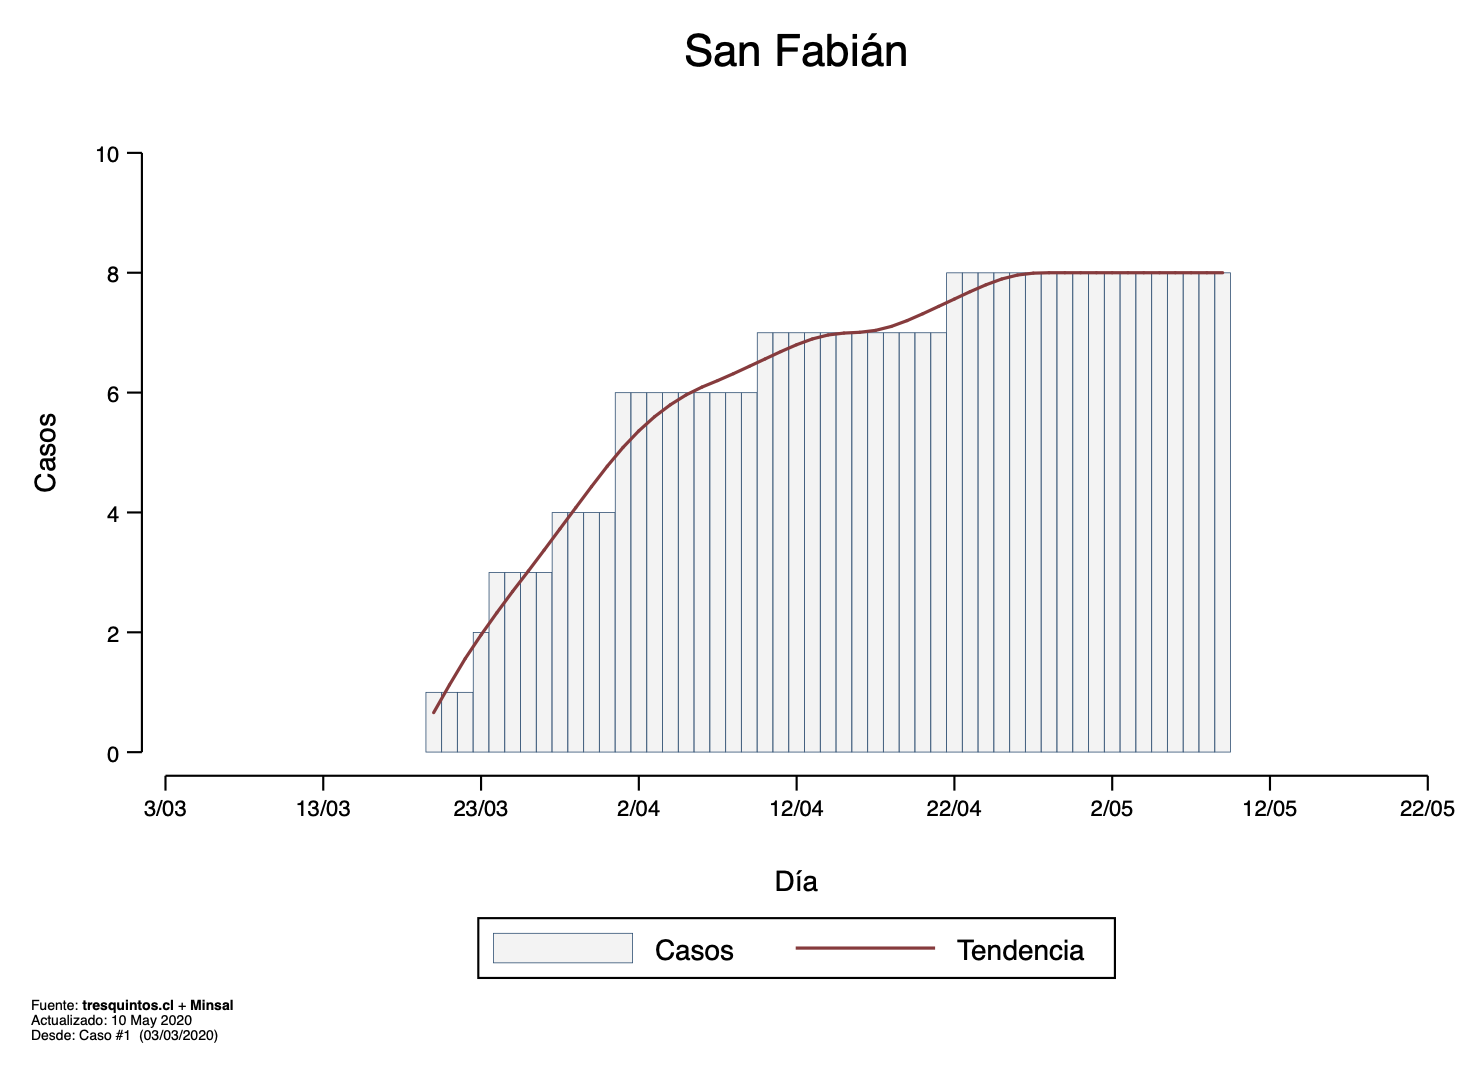 San Fabián
10
8
6
4
2
0
Casos
3/03 13/03 23/03 2/04 12/04 22/04 2/05 12/05 22/05
Día
Casos Tendencia
Fuente: tresquintos.cl + Minsal
Actualizado: 10 May 2020
Desde: Caso #1 (03/03/2020)